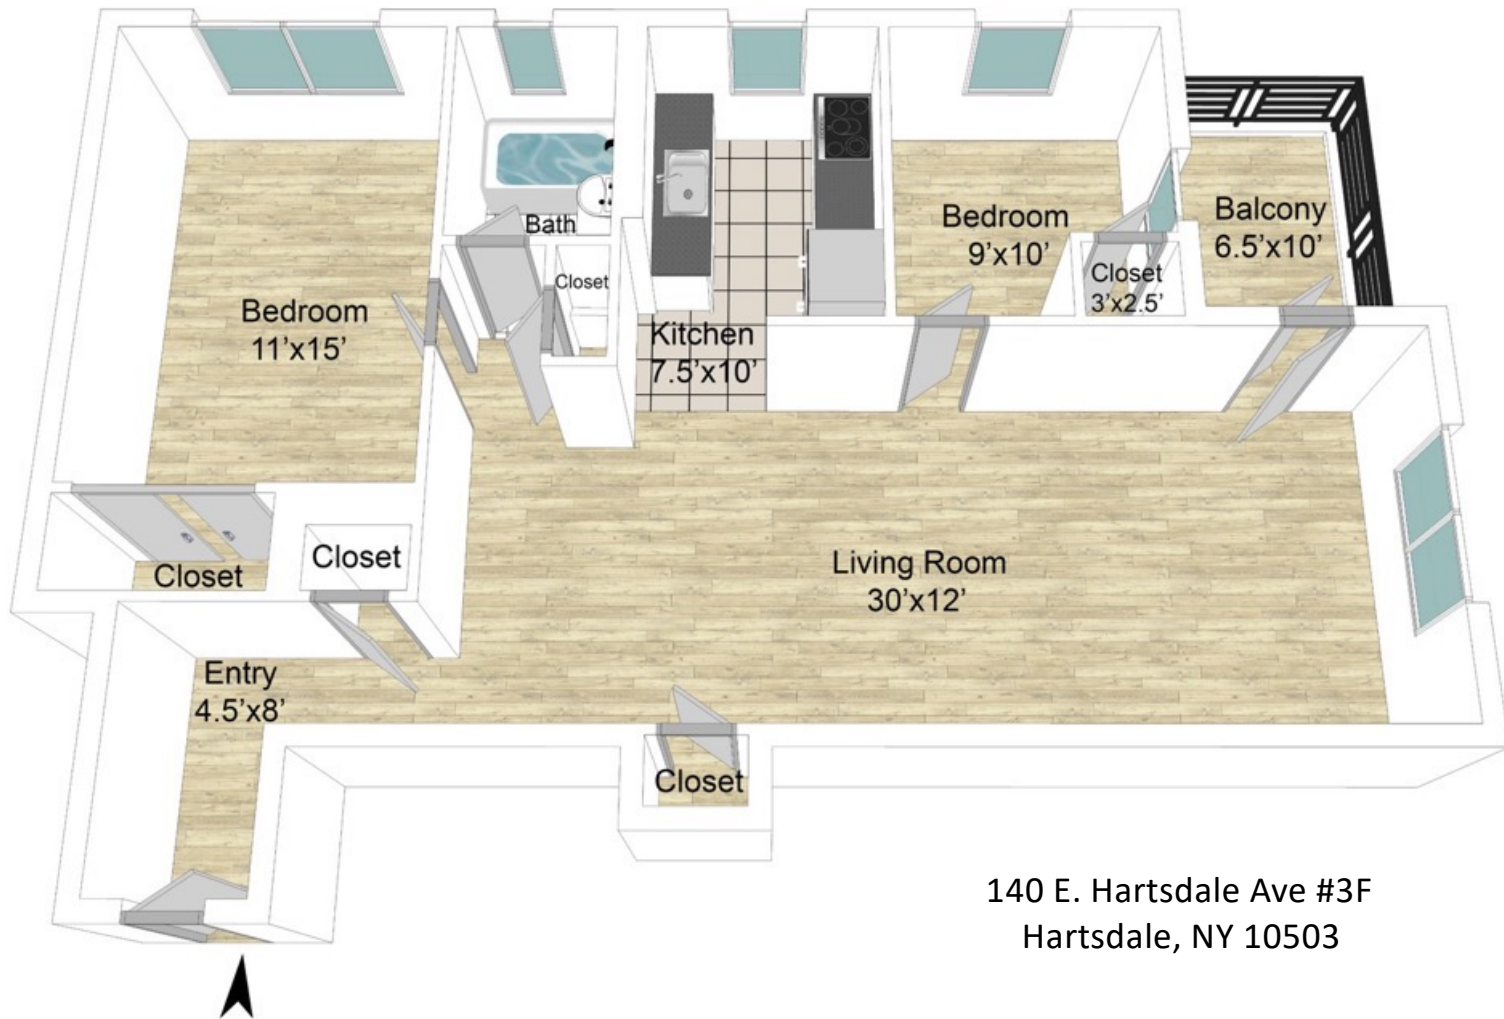 Bath
Bedroom
9'x10'
Balcony
6.5'x10'
Closet
Closet
3'x2.5'
Bedroom
11'x15'
Kitchen
7.5'x10'
Closet
Closet
Living Room
30'x12'
Entry
4.5'x8'
Closet
140 E. Hartsdale Ave #3F
Hartsdale, NY 10503